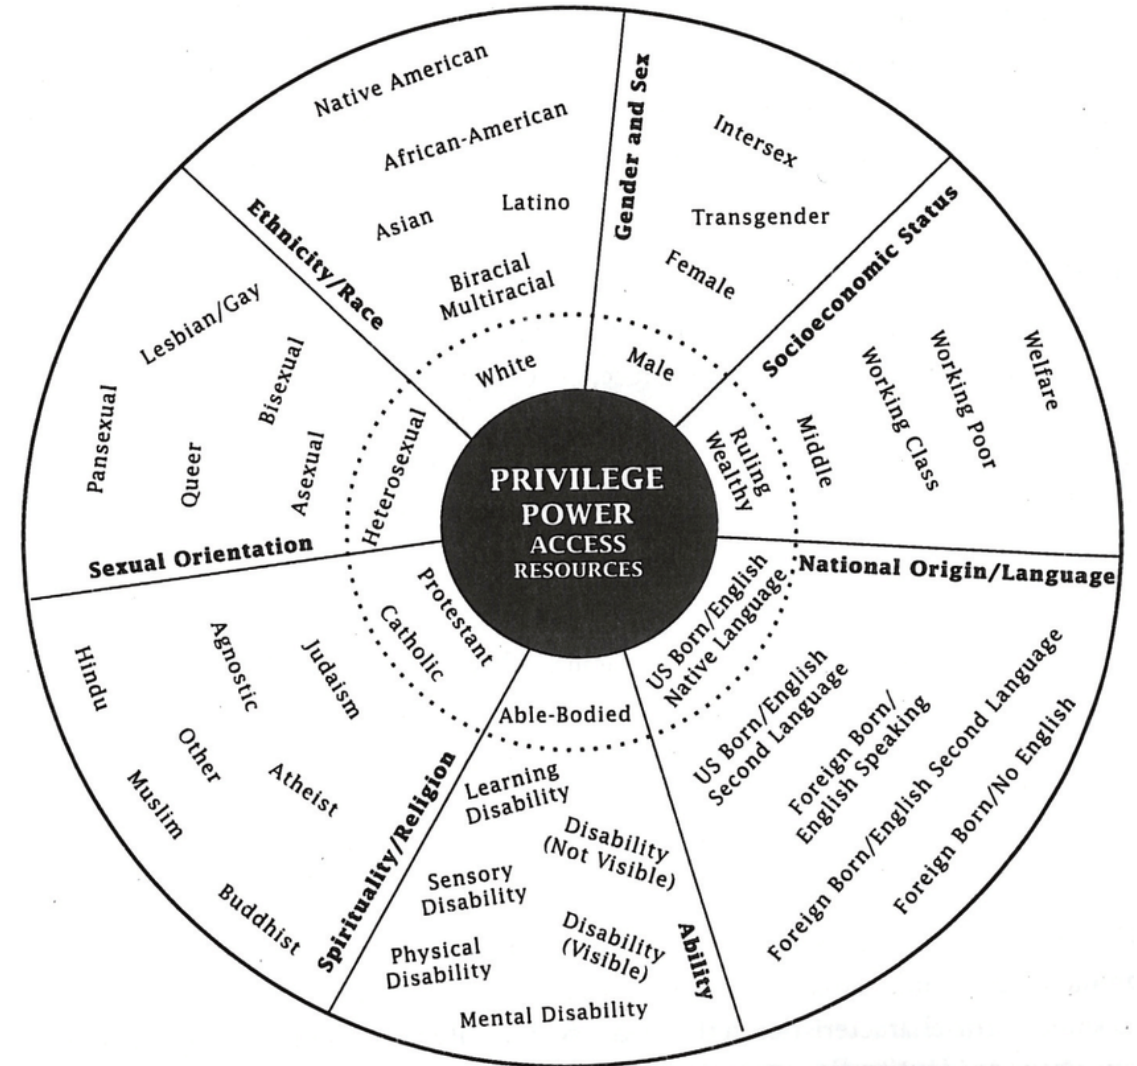 PRIVILEGE
POWER
ACCESS
RESOURCES
Ethnicity/Race
Native American
African-American
Asian
Latino
Biracial
Multiracial
White
Gender and Sex
Intersex
Transgender
Female
Male
Socioeconomic Status
Welfare
Working Poor
Working Class
Middle
Ruling
Wealthy
National Origin/Language
US Born/English
Native Language
US Born/English
Second Language
Foreign Born/
English Speaking
Foreign Born/English Second Language
Foreign Born/No English
Ability
Able-Bodied
Learning
Disability
Disability
(Not Visible)
Sensory
Disability
Disability
(Visible)
Physical
Disability
Mental Disability
Spirituality/Religion
Protestant
Catholic
Judaism
Agnostic
Hindu
Other
Atheist
Muslim
Buddhist
Sexual Orientation
Heterosexual
Lesbian/Gay
Bisexual
Pansexual
Queer
Asexual